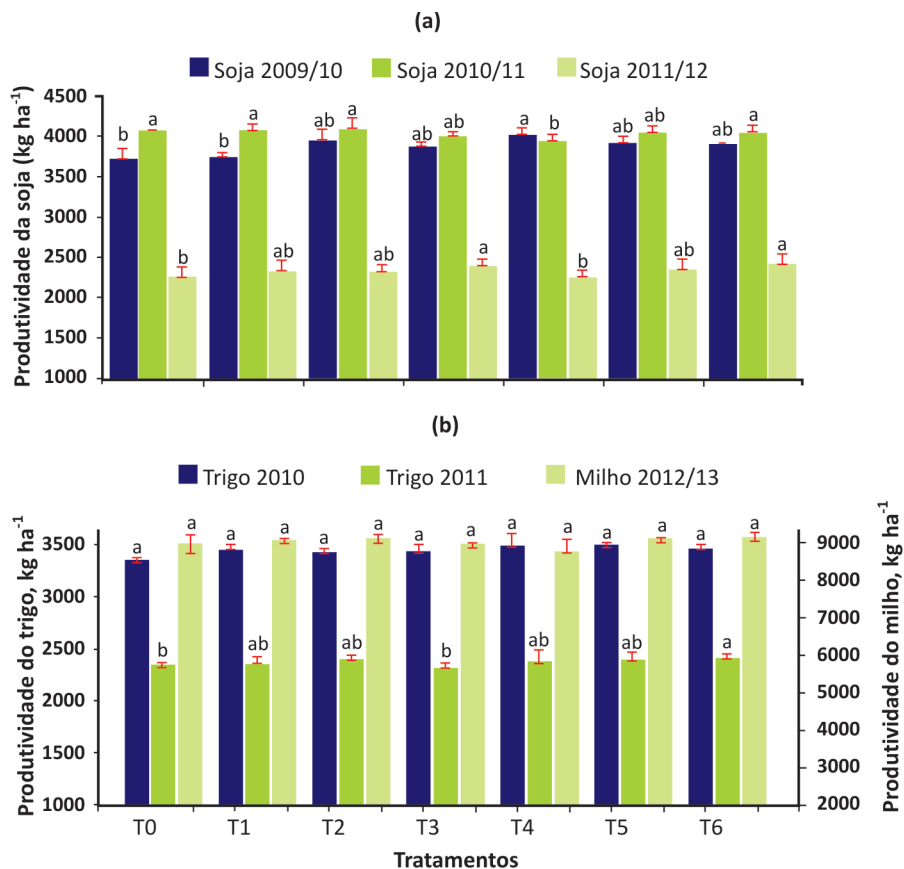 (a)
Soja 2009/10 Soja 2010/11 Soja 2011/12
Produtividade da soja (kg ha⁻¹)
4500
4000
3500
3000
2500
2000
1500
1000
b a b b a ab ab a ab ab ab a a b b ab ab ab ab a a
(b)
Trigo 2010 Trigo 2011 Milho 2012/13
Produtividade do trigo, kg ha⁻¹
3500
3000
2500
2000
1500
1000
a b a a ab a a ab a a b a a ab a a ab a a a a
9000
8000
7000
6000
5000
4000
3000
2000
Produtividade do milho, kg ha⁻¹
T0 T1 T2 T3 T4 T5 T6
Tratamentos